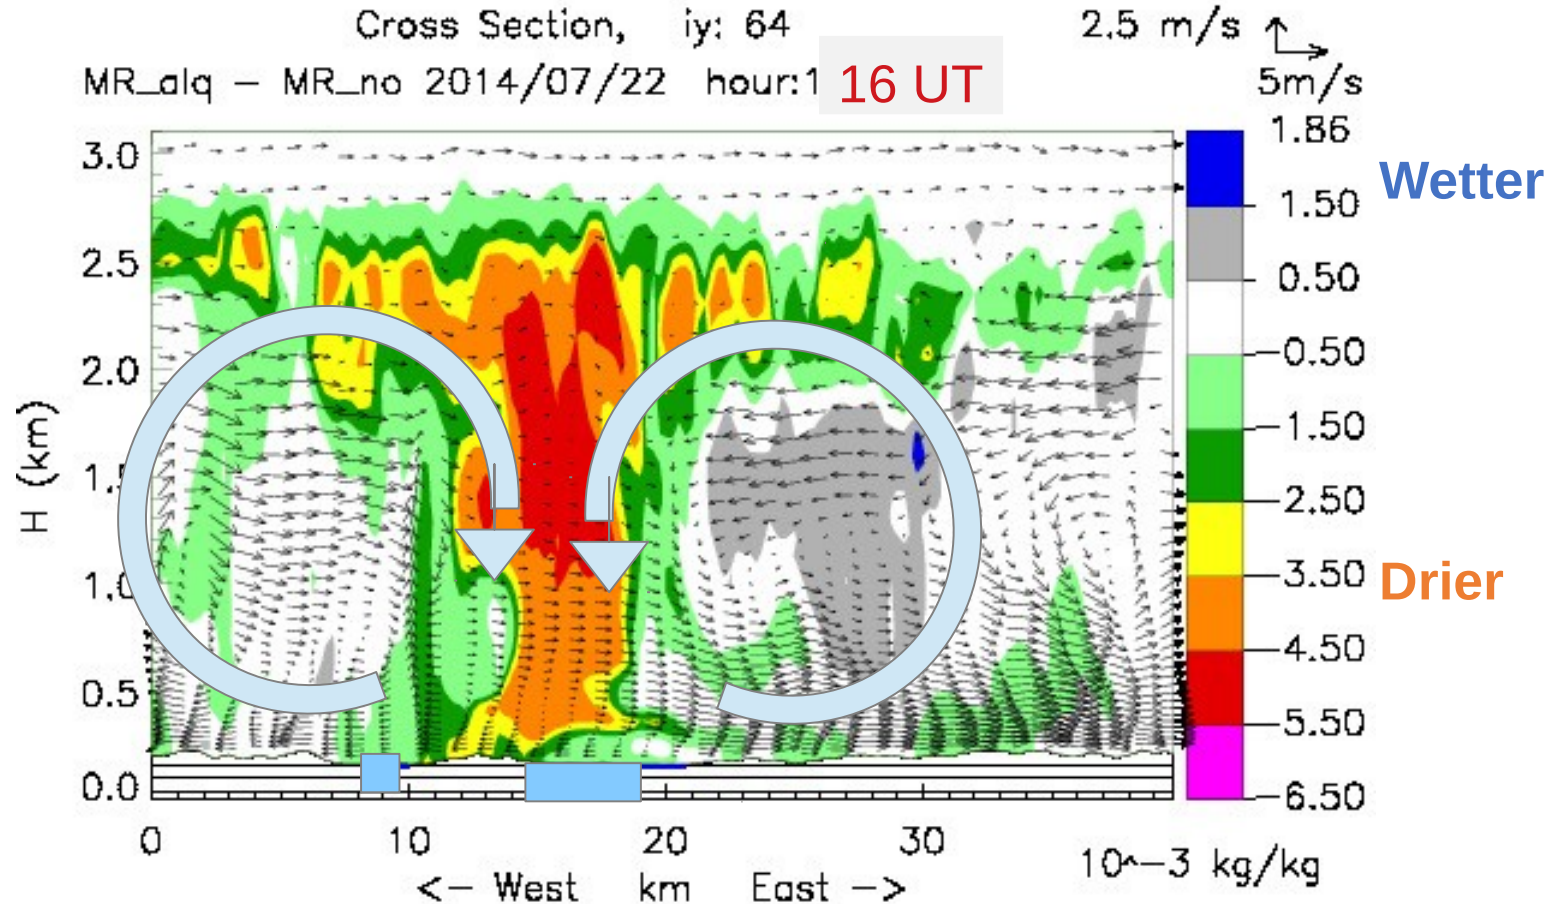 Cross Section,   iy: 64
2.5 m/s
MR_alq – MR_no 2014/07/22   hour:1
16 UT
5m/s
1.86
Wetter
1.50
0.50
−0.50
−1.50
−2.50
−3.50
Drier
−4.50
−5.50
−6.50
3.0
2.5
2.0
1.5
1.0
0.5
0.0
H (km)
0 10 20 30
10^−3 kg/kg
<− West   km   East −>